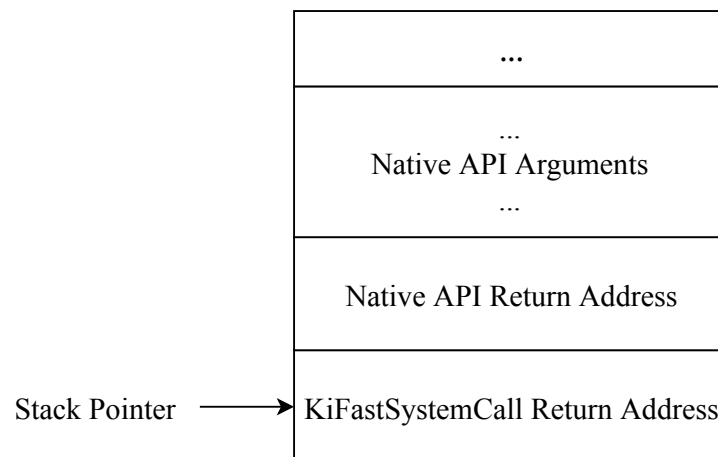 ...
...
Native API Arguments
...
Native API Return Address
Stack Pointer
KiFastSystemCall Return Address